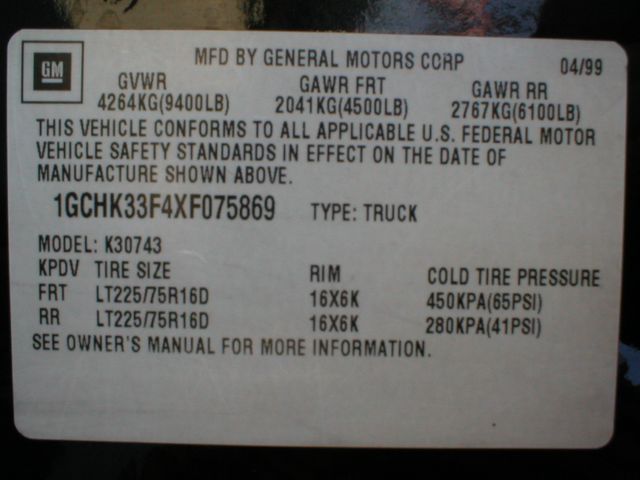 GM
MFD BY GENERAL MOTORS CORP 04/99
GVWR GAWR FRT GAWR RR
4264KG(9400LB) 2041KG(4500LB) 2767KG(6100LB)
THIS VEHICLE CONFORMS TO ALL APPLICABLE U.S. FEDERAL MOTOR
VEHICLE SAFETY STANDARDS IN EFFECT ON THE DATE OF
MANUFACTURE SHOWN ABOVE.
1GCHK33F4XF075869 TYPE: TRUCK
MODEL: K30743
KPDV TIRE SIZE RIM COLD TIRE PRESSURE
FRT LT225/75R16D 16X6K 450KPA(65PSI)
RR LT225/75R16D 16X6K 280KPA(41PSI)
SEE OWNER'S MANUAL FOR MORE INFORMATION.